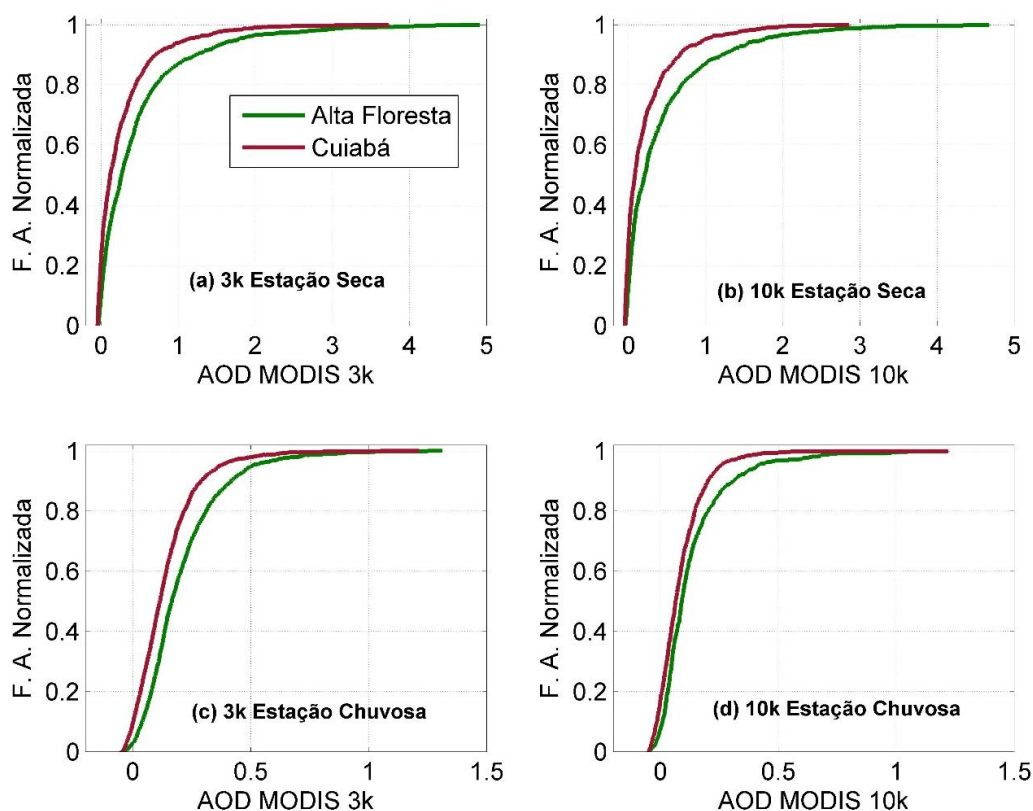 F. A. Normalizada
1
0.8
0.6
0.4
0.2
0
Alta Floresta
Cuiabá
(a) 3k Estação Seca
0 1 2 3 4 5
AOD MODIS 3k
F. A. Normalizada
1
0.8
0.6
0.4
0.2
0
(b) 10k Estação Seca
0 1 2 3 4 5
AOD MODIS 10k
F. A. Normalizada
1
0.8
0.6
0.4
0.2
0
(c) 3k Estação Chuvosa
0 0.5 1 1.5
AOD MODIS 3k
F. A. Normalizada
1
0.8
0.6
0.4
0.2
0
(d) 10k Estação Chuvosa
0 0.5 1 1.5
AOD MODIS 10k